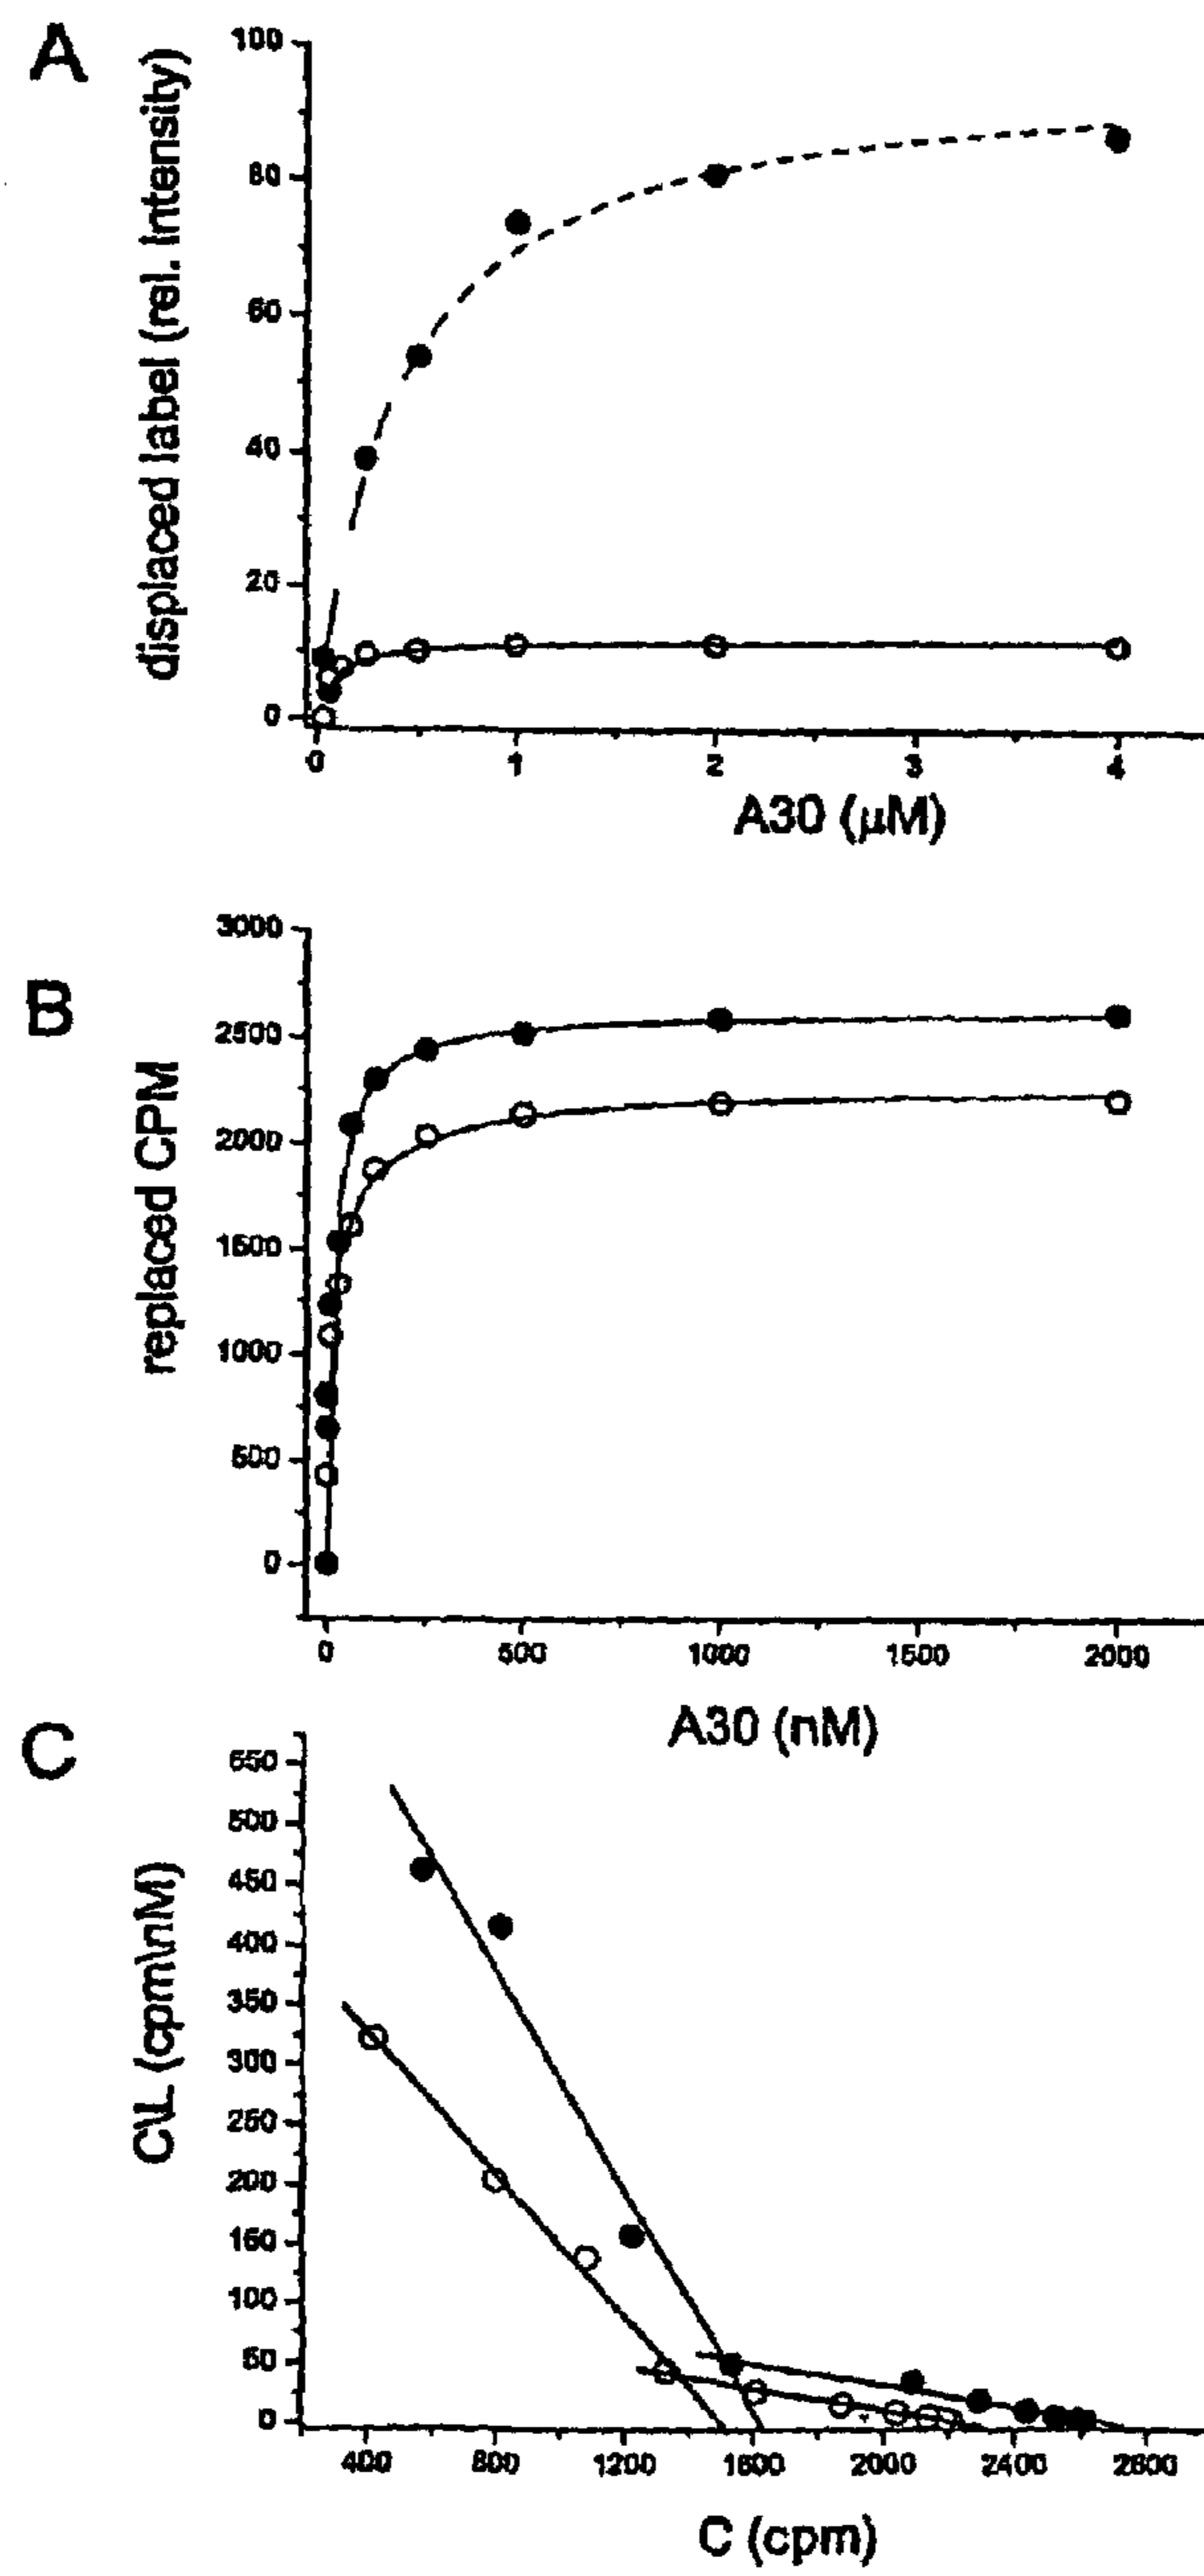 A
displaced label (rel. Intensity)
100
80
60
40
20
0
0 1 2 3 4
A30 (μM)
B
replaced CPM
3000
2500
2000
1500
1000
500
0
0 500 1000 1500 2000
A30 (nM)
C
C\L (cpm\nM)
550
500
450
400
350
300
250
200
150
100
50
0
400 800 1200 1600 2000 2400 2800
C (cpm)